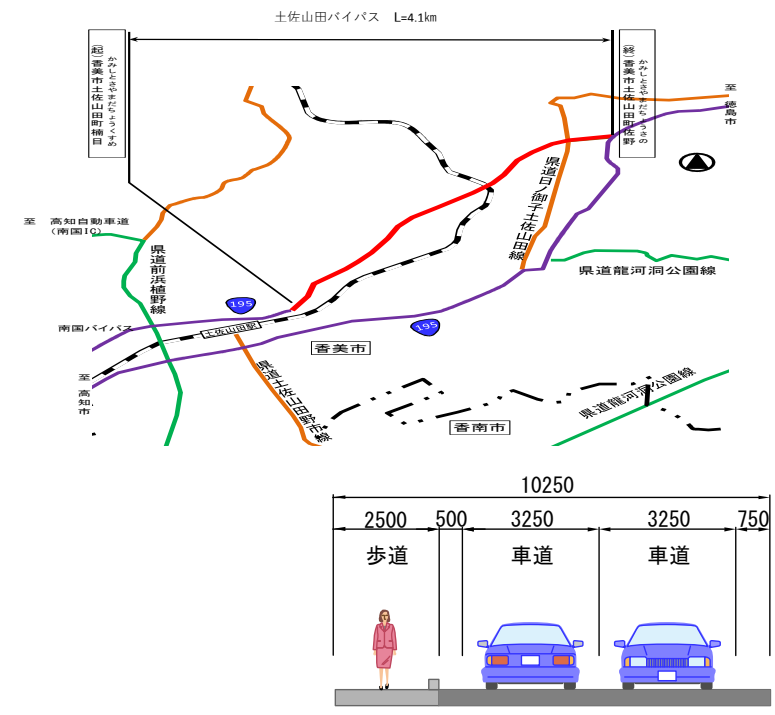 土佐山田バイパス L=4.1km
(起)香美市土佐山田町楠目
かみしとさやまだちょうくずめ
(終)香美市土佐山田町佐野
かみしとさやまだちょうさの
至 徳島市
至 高知自動車道
(南国IC)
県道前浜植野線
県道日ノ御子土佐山田線
県道龍河洞公園線
195
南国バイパス
土佐山田駅
195
香美市
至 高知市
県道土佐山田野市線
県道龍河洞公園線
香南市
10250
2500 500 3250 3250 750
歩道 車道 車道